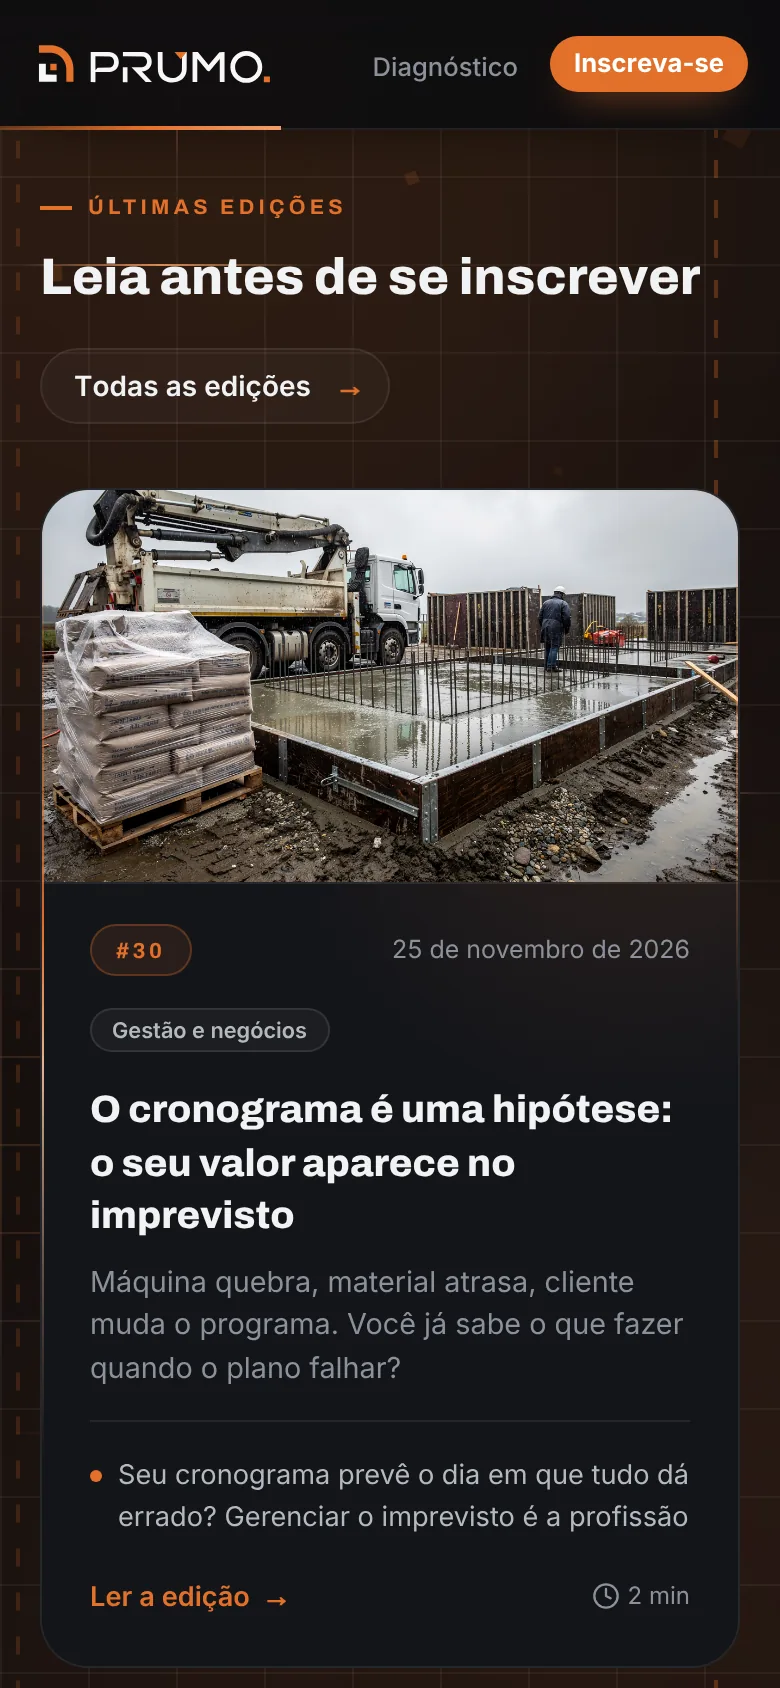 PRUMO.
Diagnóstico
Inscreva-se
ÚLTIMAS EDIÇÕES
Leia antes de se inscrever
Todas as edições →
#30
25 de novembro de 2026
Gestão e negócios
O cronograma é uma hipótese:
o seu valor aparece no
imprevisto
Máquina quebra, material atrasa, cliente
muda o programa. Você já sabe o que fazer
quando o plano falhar?
Seu cronograma prevê o dia em que tudo dá
errado? Gerenciar o imprevisto é a profissão
Ler a edição →
2 min